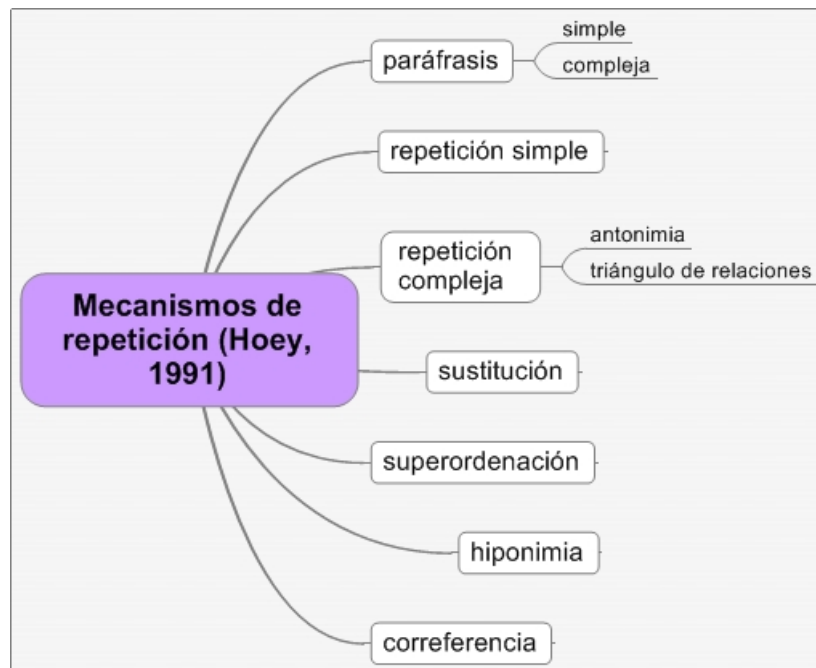 Mecanismos de
repetición (Hoey,
1991)
paráfrasis
simple
compleja
repetición simple
repetición
compleja
antonimia
triángulo de relaciones
sustitución
superordenación
hiponimia
correferencia